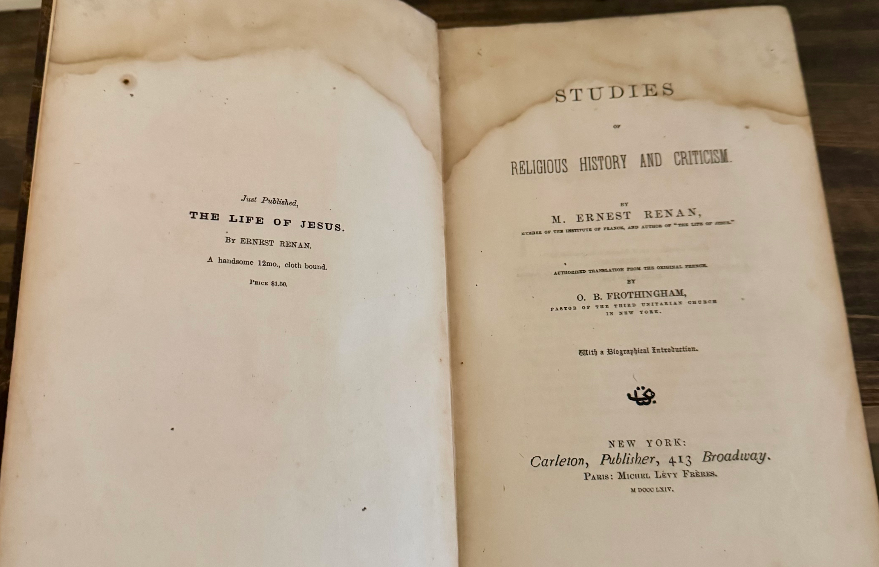 Just Published,
THE LIFE OF JESUS.
By ERNEST RENAN.
A handsome 12mo., cloth bound.
PRICE $1.50.
STUDIES
OF
RELIGIOUS HISTORY AND CRITICISM.
BY
M. ERNEST RENAN,
MEMBER OF THE INSTITUTE OF FRANCE, AND AUTHOR OF "THE LIFE OF JESUS."
AUTHORIZED TRANSLATION FROM THE ORIGINAL FRENCH.
BY
O. B. FROTHINGHAM,
PASTOR OF THE THIRD UNITARIAN CHURCH
IN NEW YORK.
With a Biographical Introduction.
NEW YORK:
Carleton, Publisher, 413 Broadway.
PARIS: MICHEL LÉVY FRÈRES.
M DCCC LXIV.